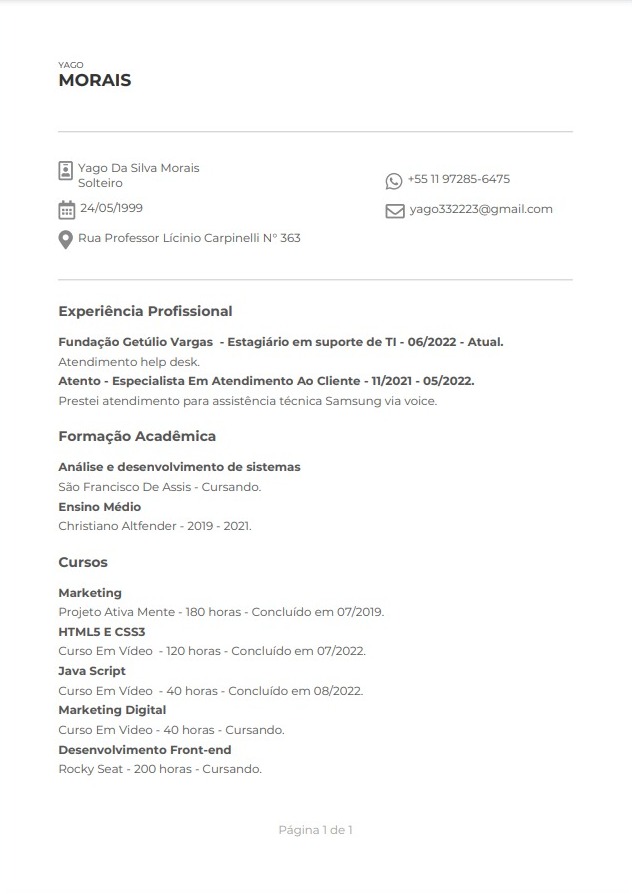 YAGO
MORAIS
Yago Da Silva Morais
Solteiro
+55 11 97285-6475
24/05/1999
yago332223@gmail.com
Rua Professor Lícinio Carpinelli N° 363
Experiência Profissional
Fundação Getúlio Vargas - Estagiário em suporte de TI - 06/2022 - Atual.
Atendimento help desk.
Atento - Especialista Em Atendimento Ao Cliente - 11/2021 - 05/2022.
Prestei atendimento para assistência técnica Samsung via voice.
Formação Acadêmica
Análise e desenvolvimento de sistemas
São Francisco De Assis - Cursando.
Ensino Médio
Christiano Altfender - 2019 - 2021.
Cursos
Marketing
Projeto Ativa Mente - 180 horas - Concluído em 07/2019.
HTML5 E CSS3
Curso Em Vídeo - 120 horas - Concluído em 07/2022.
Java Script
Curso Em Vídeo - 40 horas - Concluído em 08/2022.
Marketing Digital
Curso Em Video - 40 horas - Cursando.
Desenvolvimento Front-end
Rocky Seat - 200 horas - Cursando.
Página 1 de 1